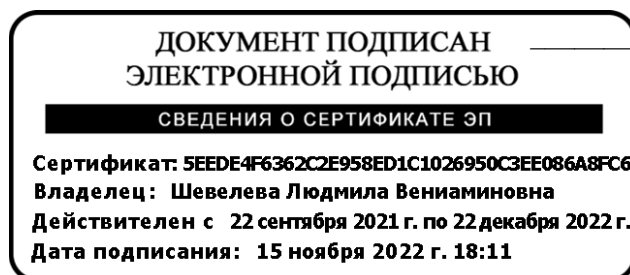 ДОКУМЕНТ ПОДПИСАН
ЭЛЕКТРОННОЙ ПОДПИСЬЮ
СВЕДЕНИЯ О СЕРТИФИКАТЕ ЭП
Сертификат: 5EEDE4F6362C2E958ED1C1026950C3EE086A8FC6
Владелец: Шевелева Людмила Вениаминовна
Действителен с 22 сентября 2021 г. по 22 декабря 2022 г.
Дата подписания: 15 ноября 2022 г. 18:11